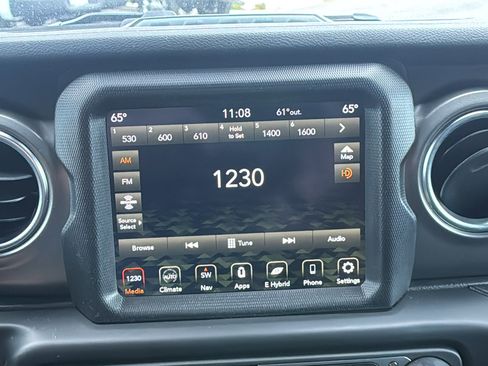 65° 11:08 61°out. 65°
1 530 2 600 3 610 4 Hold to Set 5 1400 6 1600
AM
Map
FM
1230
HD
Source Select
Browse Tune Audio
1230 AUTO SW
Media Climate Nav Apps E Hybrid Phone Settings